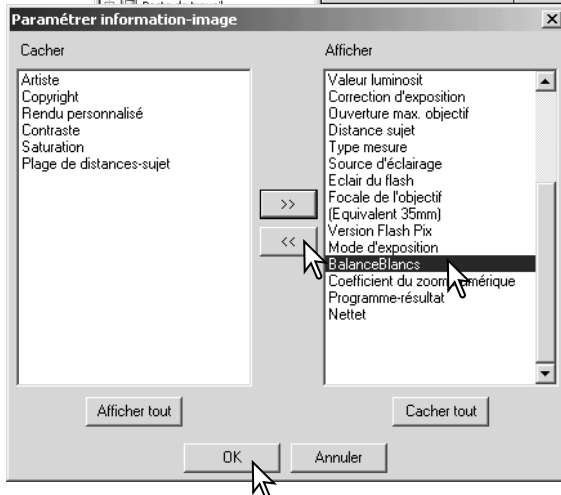 Paramétrer information-image
Cacher
Afficher
Artiste
Copyright
Rendu personnalisé
Contraste
Saturation
Plage de distances-sujet
>>
<<
Valeur luminosit
Correction d'exposition
Ouverture max. objectif
Distance sujet
Type mesure
Source d'éclairage
Eclair du flash
Focale de l'objectif
(Equivalent 35mm)
Version Flash Pix
Mode d'exposition
BalanceBlancs
Coefficient du zoom numérique
Programme-résultat
Nettet
Afficher tout
Cacher tout
OK
Annuler